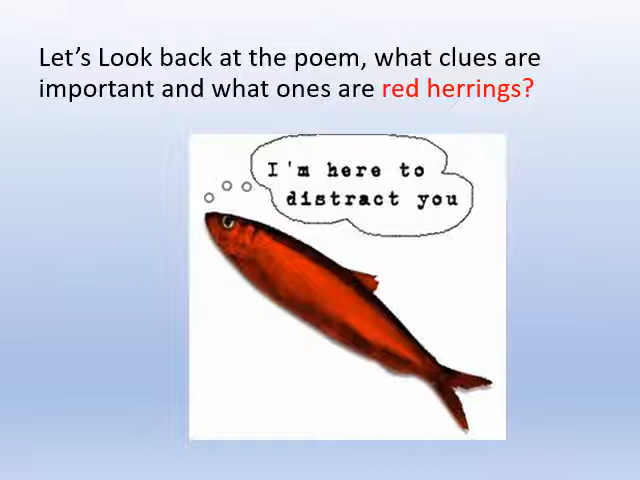 Let's Look back at the poem, what clues are
important and what ones are red herrings?
I'm here to
distract you